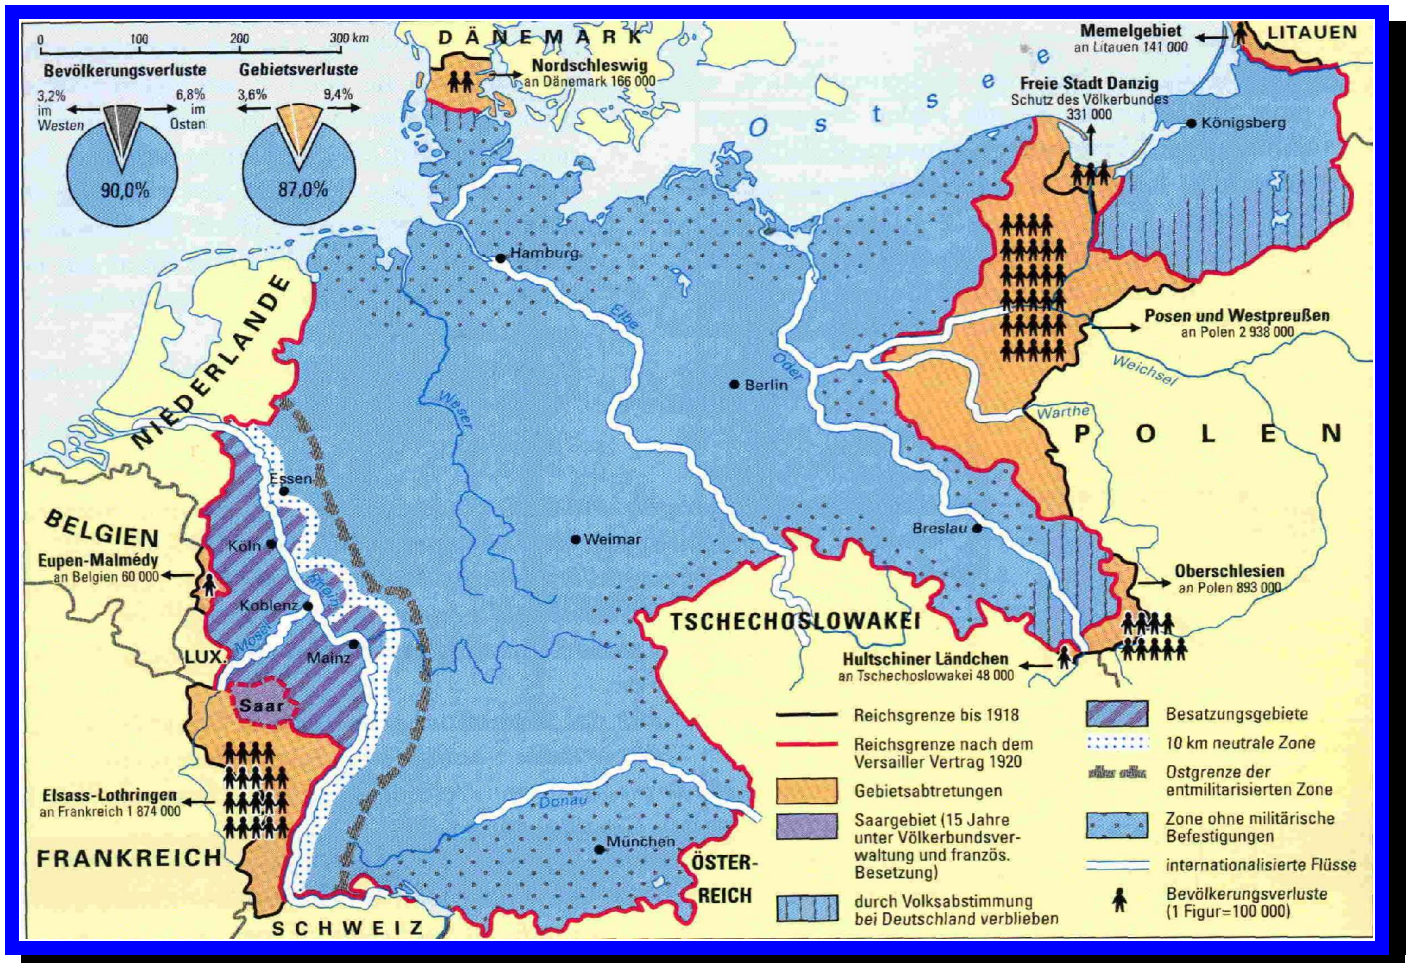 0 100 200 300 km
Bevölkerungsverluste
3,2%
im
Westen
6,8%
im
Osten
90,0%
Gebietsverluste
3,6%
9,4%
87,0%
DÄNEMARK
Nordschleswig
an Dänemark 166 000
Ostsee
Memelgebiet
an Litauen 141 000
LITAUEN
Freie Stadt Danzig
Schutz des Völkerbundes
331 000
Königsberg
Hamburg
Elbe
NIEDERLANDE
Weser
Berlin
Oder
Posen und Westpreußen
an Polen 2 938 000
Weichsel
Warthe
POLEN
Essen
BELGIEN
Eupen-Malmédy
an Belgien 60 000
Köln
Rhein
Koblenz
Mosel
LUX.
Mainz
Saar
Weimar
Breslau
Oberschlesien
an Polen 893 000
TSCHECHOSLOWAKEI
Hultschiner Ländchen
an Tschechoslowakei 48 000
Elsass-Lothringen
an Frankreich 1 874 000
FRANKREICH
Donau
München
ÖSTER-
REICH
SCHWEIZ
Reichsgrenze bis 1918
Reichsgrenze nach dem
Versailler Vertrag 1920
Gebietsabtretungen
Saargebiet (15 Jahre
unter Völkerbundsver-
waltung und französ.
Besetzung)
durch Volksabstimmung
bei Deutschland verblieben
Besatzungsgebiete
10 km neutrale Zone
Ostgrenze der
entmilitarisierten Zone
Zone ohne militärische
Befestigungen
internationalisierte Flüsse
Bevölkerungsverluste
(1 Figur=100 000)